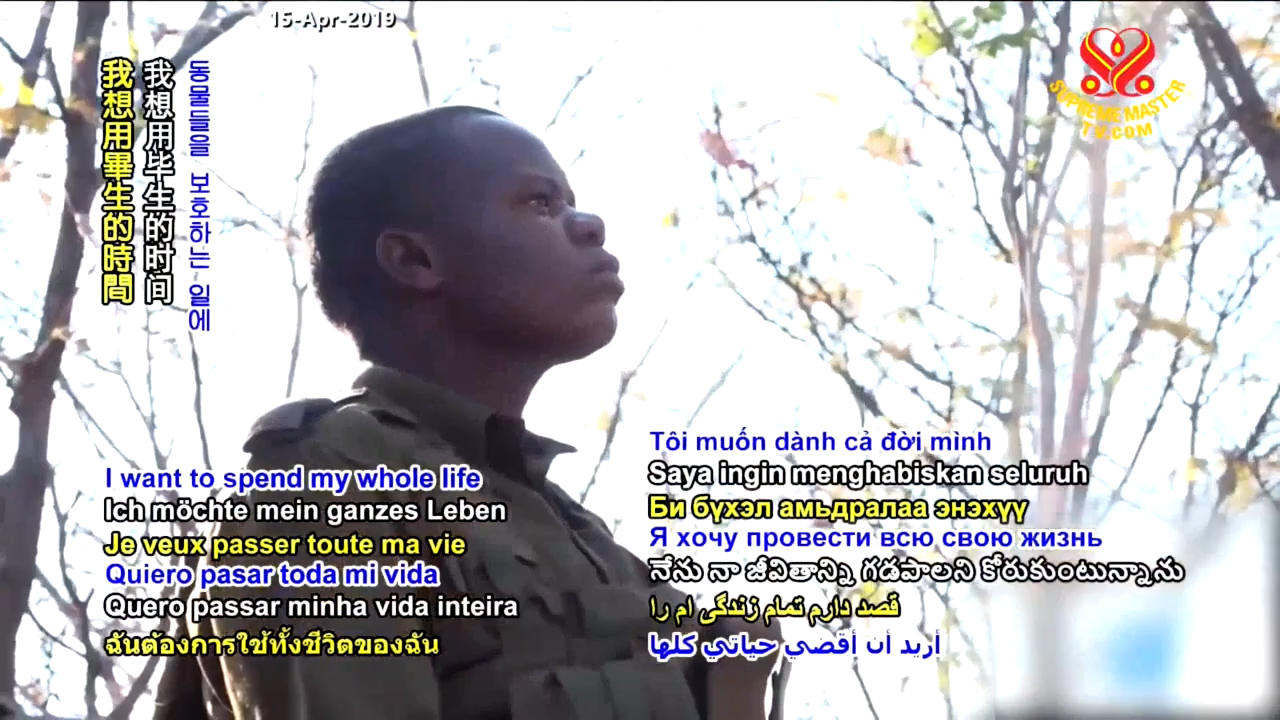 15-Apr-2019
SUPREME MASTER
TV.COM
我想用畢生的時間
我想用毕生的时间
동물들을 보호하는 일에
I want to spend my whole life
Ich möchte mein ganzes Leben
Je veux passer toute ma vie
Quiero pasar toda mi vida
Quero passar minha vida inteira
ฉันต้องการใช้ทั้งชีวิตของฉัน
Tôi muốn dành cả đời mình
Saya ingin menghabiskan seluruh
Би бүхэл амьдралаа энэхүү
Я хочу провести всю свою жизнь
నేను నా జీవితాన్ని గడపాలని కోరుకుంటున్నాను
قصد دارم تمام زندگی ام را
أريد أن أقضي حياتي كلها